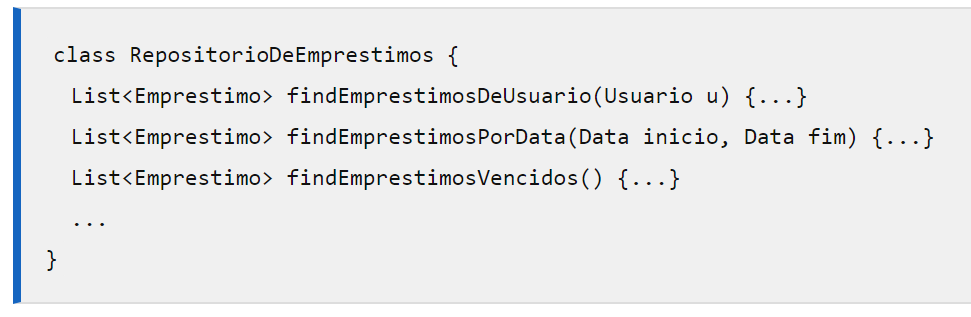 class RepositorioDeEmprestimos {
List<Emprestimo> findEmprestimosDeUsuario(Usuario u) {...}
List<Emprestimo> findEmprestimosPorData(Data inicio, Data fim) {...}
List<Emprestimo> findEmprestimosVencidos() {...}
...
}